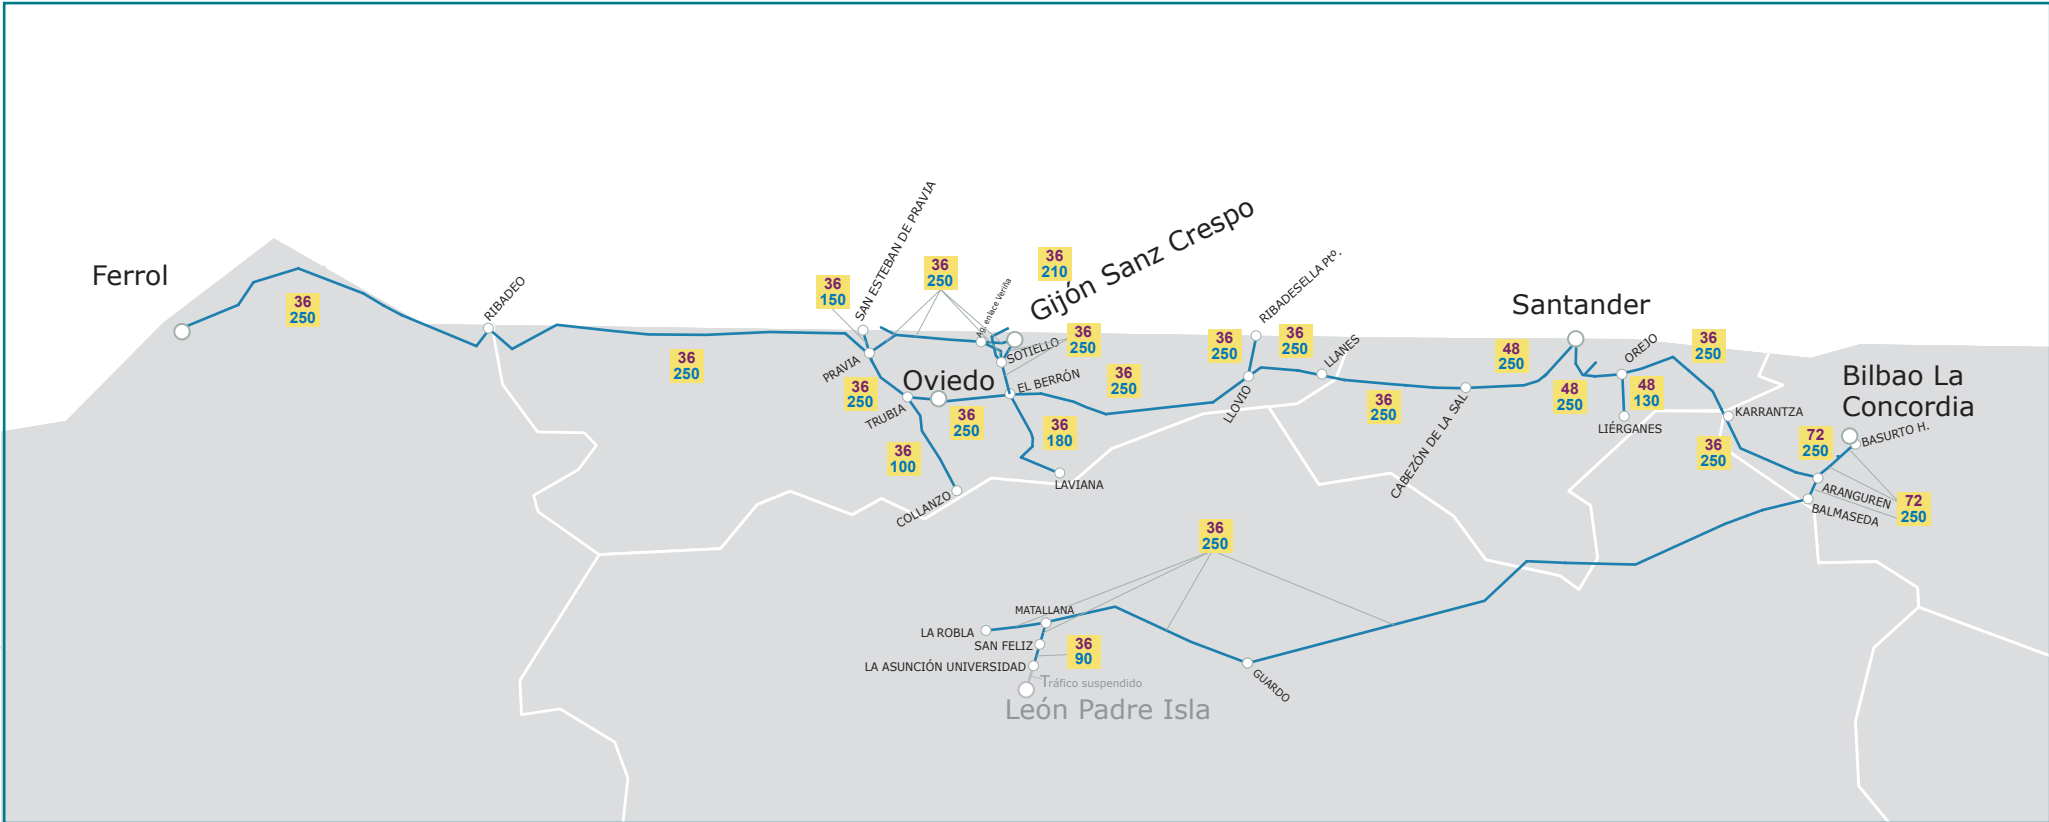 Ferrol
36
250
RIBADEO
36
250
36
150
SAN ESTEBAN DE PRAVIA
36
250
Ag. enlace Veriña
36
210
Gijón Sanz Crespo
SOTIELLO
36
250
PRAVIA
36
250
TRUBIA
Oviedo
36
250
EL BERRÓN
36
250
36
180
36
100
COLLANZO
LAVIANA
RIBADESELLA Ptº.
36
250
36
250
LLOVIO
LLANES
36
250
CABEZÓN DE LA SAL
Santander
48
250
48
250
OREJO
48
130
LIÉRGANES
36
250
KARRANTZA
36
250
Bilbao La
Concordia
BASURTO H.
72
250
ARANGUREN
BALMASEDA
72
250
36
250
MATALLANA
LA ROBLA
SAN FELIZ
36
90
LA ASUNCIÓN UNIVERSIDAD
Tráfico suspendido
León Padre Isla
GUARDO